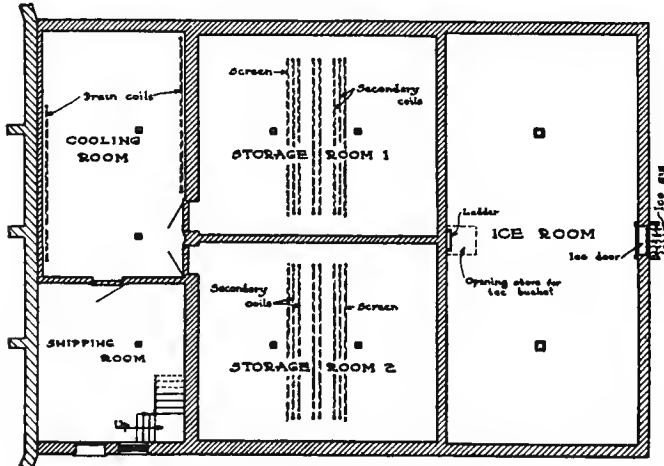 Screen
Secondary
coils
Brain coils
COOLING
ROOM
STORAGE ROOM 1
Ladder
ICE ROOM
Ice door
Opening above for
ice bucket
Secondary
coils
Screen
SHIPPING
ROOM
STORAGE ROOM 2
Up